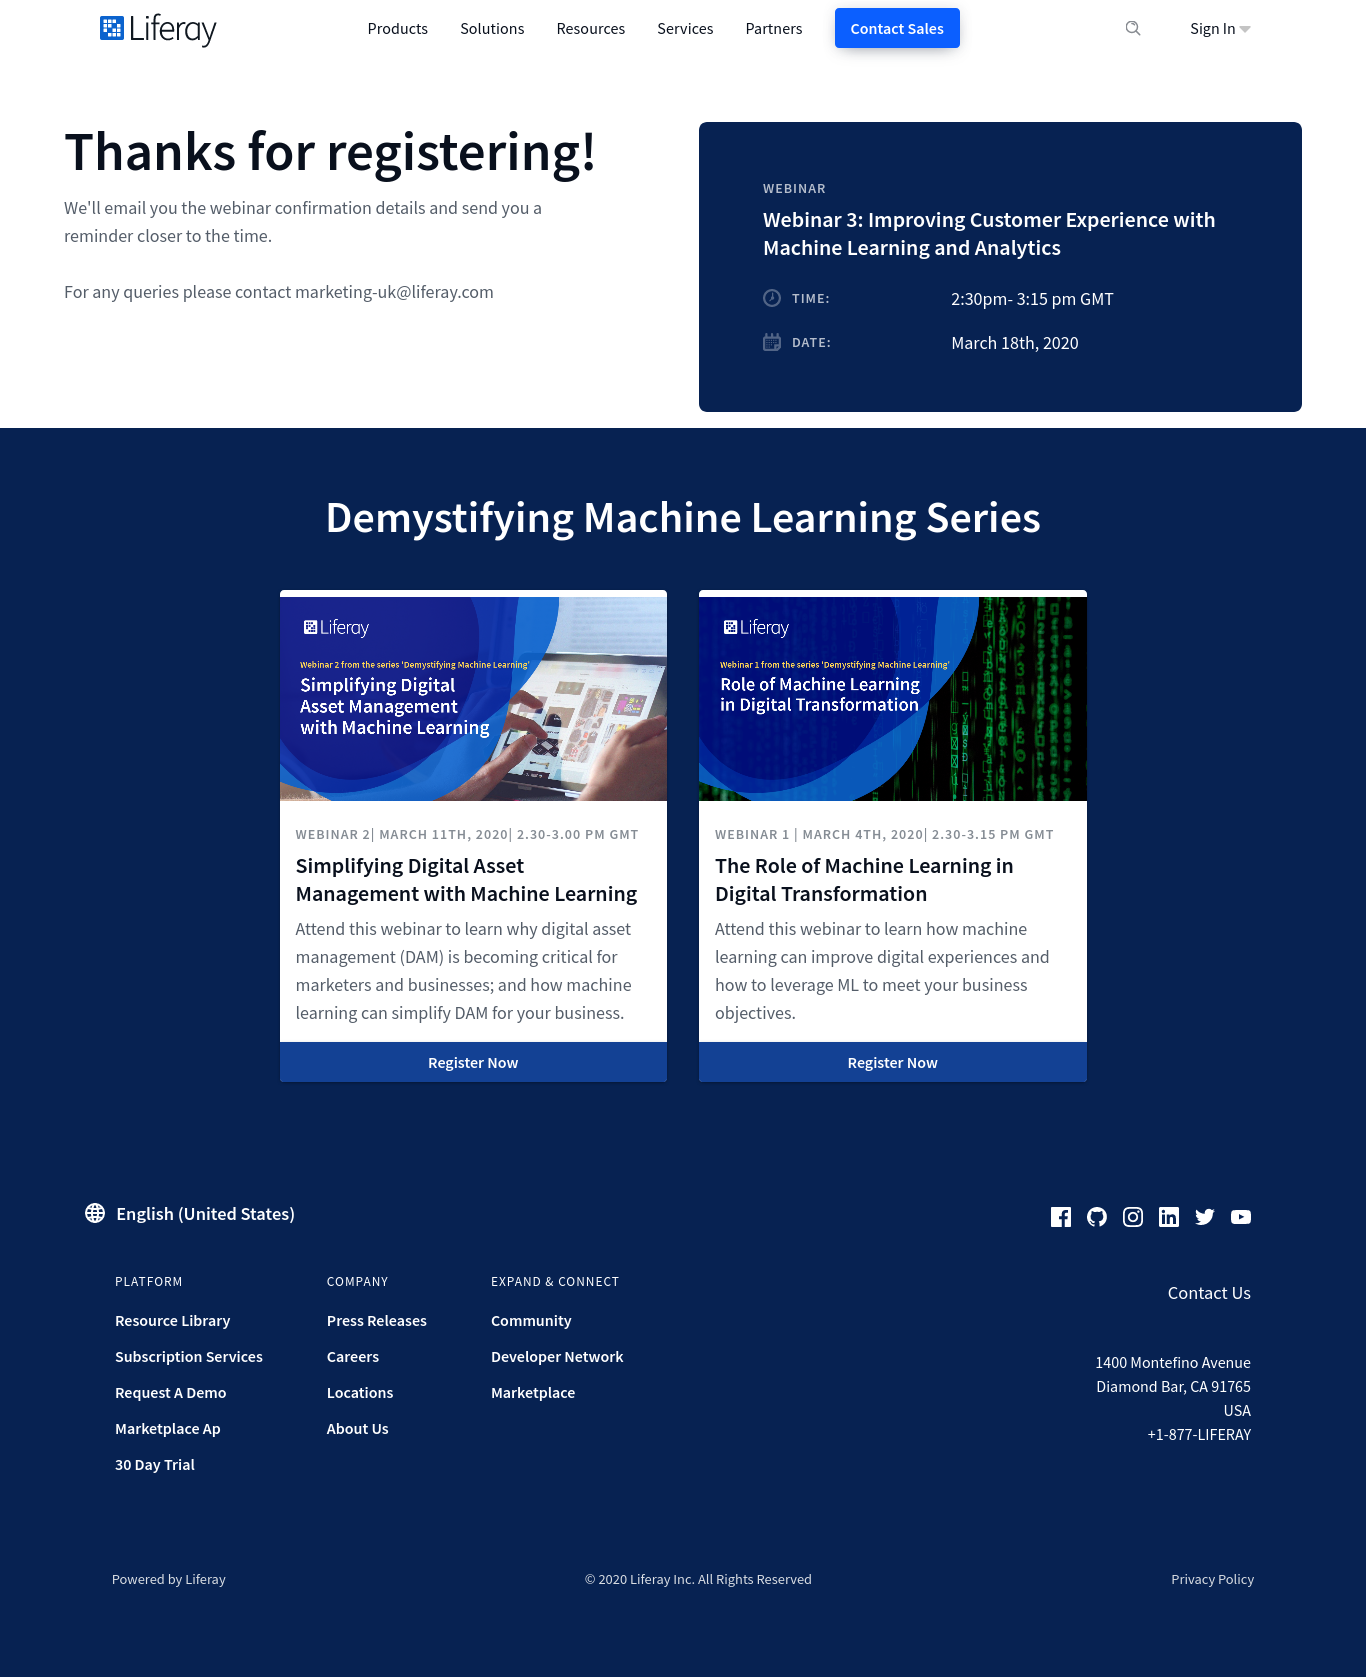 Liferay
Products
Solutions
Resources
Services
Partners
Contact Sales
Sign In
Thanks for registering!
We'll email you the webinar confirmation details and send you a
reminder closer to the time.
For any queries please contact marketing-uk@liferay.com
WEBINAR
Webinar 3: Improving Customer Experience with
Machine Learning and Analytics
TIME:
2:30pm- 3:15 pm GMT
DATE:
March 18th, 2020
Demystifying Machine Learning Series
Liferay
Webinar 2 from the series 'Demystifying Machine Learning'
Simplifying Digital
Asset Management
with Machine Learning
WEBINAR 2| MARCH 11TH, 2020| 2.30-3.00 PM GMT
Simplifying Digital Asset
Management with Machine Learning
Attend this webinar to learn why digital asset
management (DAM) is becoming critical for
marketers and businesses; and how machine
learning can simplify DAM for your business.
Register Now
Liferay
Webinar 1 from the series 'Demystifying Machine Learning'
Role of Machine Learning
in Digital Transformation
WEBINAR 1 | MARCH 4TH, 2020| 2.30-3.15 PM GMT
The Role of Machine Learning in
Digital Transformation
Attend this webinar to learn how machine
learning can improve digital experiences and
how to leverage ML to meet your business
objectives.
Register Now
English (United States)
PLATFORM
Resource Library
Subscription Services
Request A Demo
Marketplace Ap
30 Day Trial
COMPANY
Press Releases
Careers
Locations
About Us
EXPAND & CONNECT
Community
Developer Network
Marketplace
Contact Us
1400 Montefino Avenue
Diamond Bar, CA 91765
USA
+1-877-LIFERAY
Powered by Liferay
© 2020 Liferay Inc. All Rights Reserved
Privacy Policy